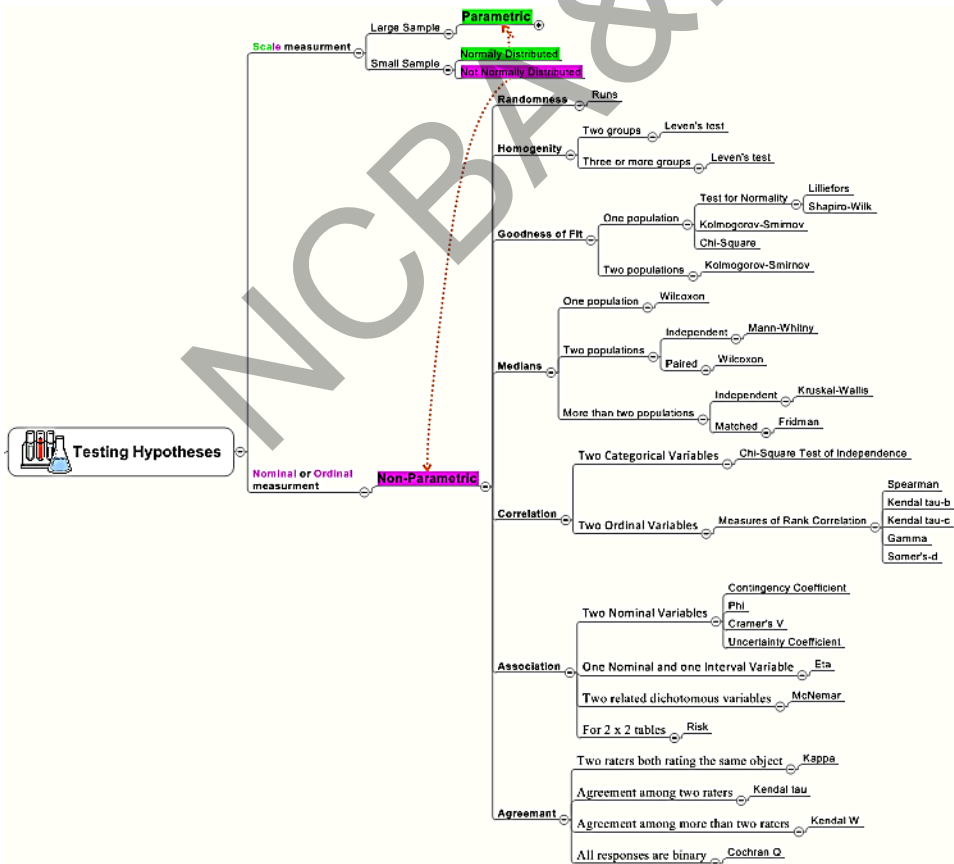 Parametric
Large Sample
Scale measurment
Normaly Distributed
Small Sample
Not Normally Distributed
Randomness
Runs
Two groups
Leven's test
Homogenity
Three or more groups
Leven's test
Lilliefors
Test for Normality
Shapiro-Wilk
One population
Kolmogorov-Smirnov
Goodness of Fit
Chi-Square
Two populations
Kolmogorov-Smirnov
One population
Wilcoxon
Independent
Mann-Whitny
Two populations
Paired
Wilcoxon
Medians
Independent
Kruskal-Wallis
More than two populations
Matched
Fridman
Testing Hypotheses
Nominal or Ordinal
measurment
Non-Parametric
Two Categorical Variables
Chi-Square Test of Independence
Correlation
Spearman
Kendal tau-b
Two Ordinal Variables
Measures of Rank Correlation
Kendal tau-c
Gamma
Somer's-d
Contingency Coefficient
Two Nominal Variables
Phi
Cramer's V
Uncertainty Coefficient
Association
One Nominal and one Interval Variable
Eta
Two related dichotomous variables
McNemar
For 2 x 2 tables
Risk
Two raters both rating the same object
Kappa
Agreement among two raters
Kendal tau
Agreemant
Agreement among more than two raters
Kendal W
All responses are binary
Cochran Q
NCBA&